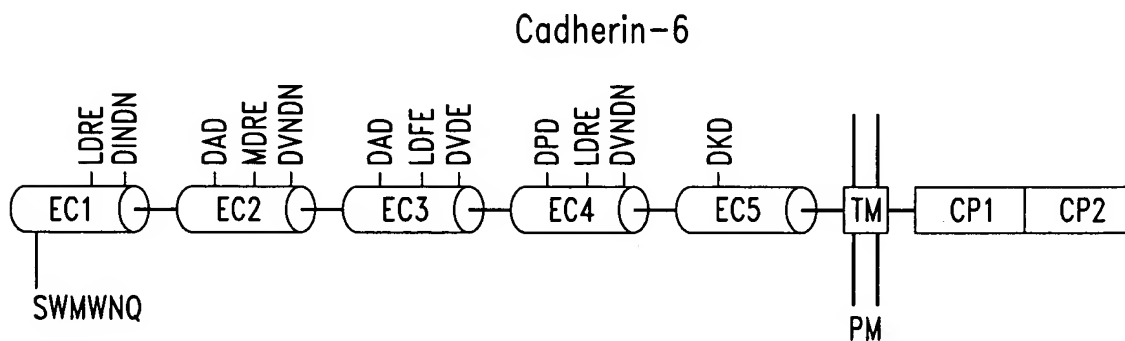 Cadherin-6
LDRE
DINDN
DAD
MDRE
DVNDN
DAD
LDFE
DVDE
DPD
LDRE
DVNDN
DKD
EC1
EC2
EC3
EC4
EC5
TM
CP1
CP2
SWMWNQ
PM